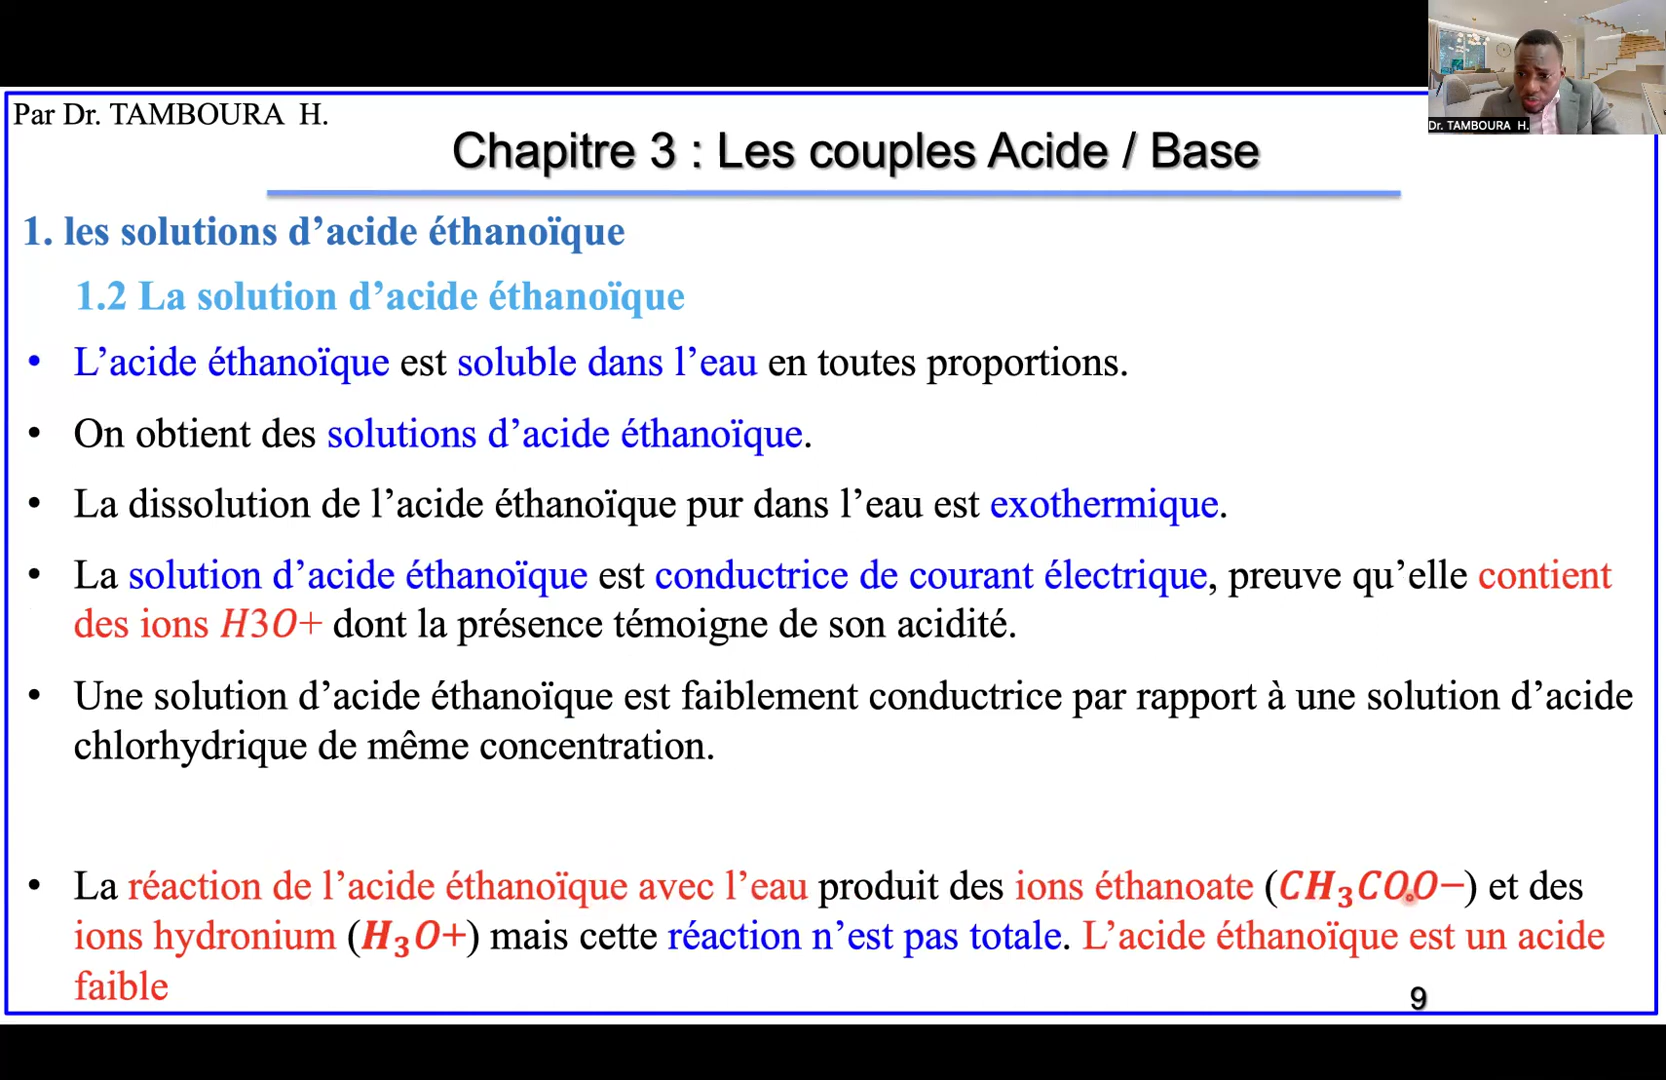 Par Dr. TAMBOURA H.
Dr. TAMBOURA H.
Chapitre 3 : Les couples Acide / Base
1. les solutions d’acide éthanoïque
1.2 La solution d’acide éthanoïque
• L’acide éthanoïque est soluble dans l’eau en toutes proportions.
• On obtient des solutions d’acide éthanoïque.
• La dissolution de l’acide éthanoïque pur dans l’eau est exothermique.
• La solution d’acide éthanoïque est conductrice de courant électrique, preuve qu’elle contient
des ions H3O+ dont la présence témoigne de son acidité.
• Une solution d’acide éthanoïque est faiblement conductrice par rapport à une solution d’acide
chlorhydrique de même concentration.
• La réaction de l’acide éthanoïque avec l’eau produit des ions éthanoate (CH₃COO−) et des
ions hydronium (H₃O+) mais cette réaction n’est pas totale. L’acide éthanoïque est un acide
faible
9